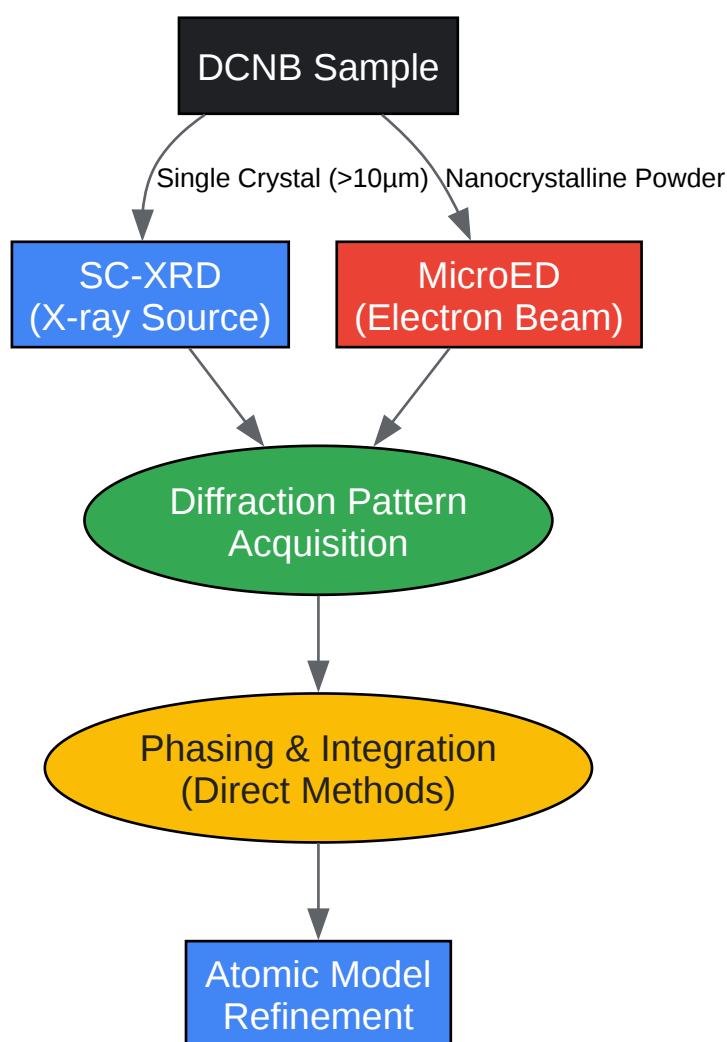 DCNB Sample
Single Crystal (>10µm)
Nanocrystalline Powder
SC-XRD
(X-ray Source)
MicroED
(Electron Beam)
Diffraction Pattern
Acquisition
Phasing & Integration
(Direct Methods)
Atomic Model
Refinement